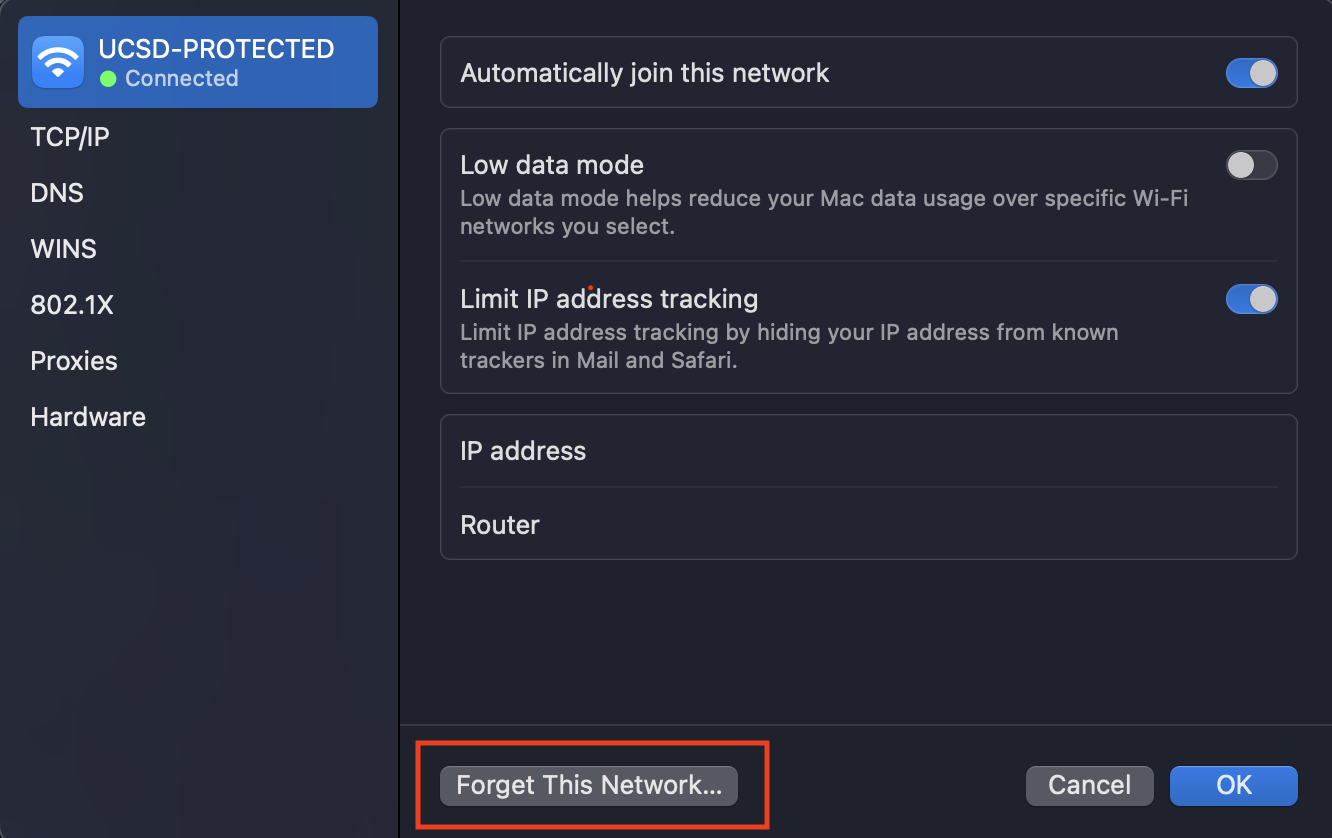 UCSD-PROTECTED
Connected
TCP/IP
DNS
WINS
802.1X
Proxies
Hardware
Automatically join this network
Low data mode
Low data mode helps reduce your Mac data usage over specific Wi-Fi
networks you select.
Limit IP address tracking
Limit IP address tracking by hiding your IP address from known
trackers in Mail and Safari.
IP address
Router
Forget This Network...
Cancel
OK